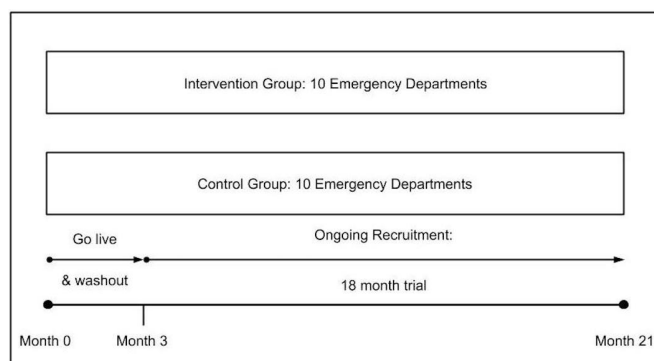 Intervention Group: 10 Emergency Departments
Control Group: 10 Emergency Departments
Go live
& washout
Ongoing Recruitment:
18 month trial
Month 0
Month 3
Month 21